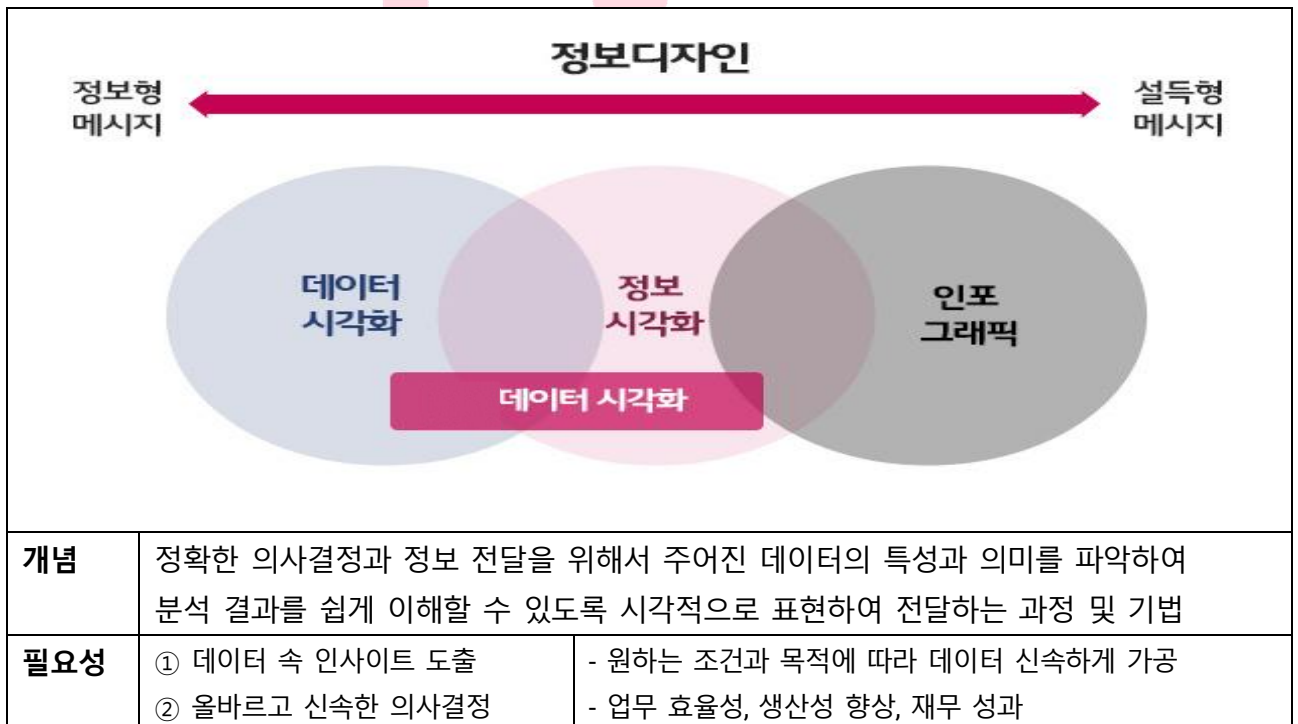 정보디자인
정보형
메시지
설득형
메시지
데이터
시각화
정보
시각화
인포
그래픽
데이터 시각화
개념
정확한 의사결정과 정보 전달을 위해서 주어진 데이터의 특성과 의미를 파악하여
분석 결과를 쉽게 이해할 수 있도록 시각적으로 표현하여 전달하는 과정 및 기법
필요성
① 데이터 속 인사이트 도출
② 올바르고 신속한 의사결정
- 원하는 조건과 목적에 따라 데이터 신속하게 가공
- 업무 효율성, 생산성 향상, 재무 성과